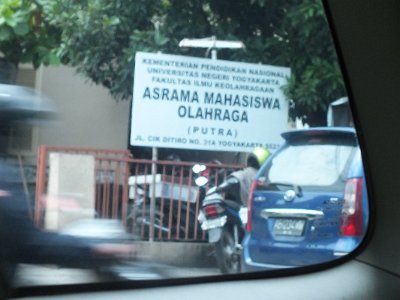 KEMENTERIAN PENDIDIKAN NASIONAL
UNIVERSITAS NEGERI YOGYAKARTA
FAKULTAS ILMU KEOLAHRAGAAN
ASRAMA MAHASISWA
OLAHRAGA
(PUTRA)
JL. CIK DITIRO NO. 31A YOGYAKARTA